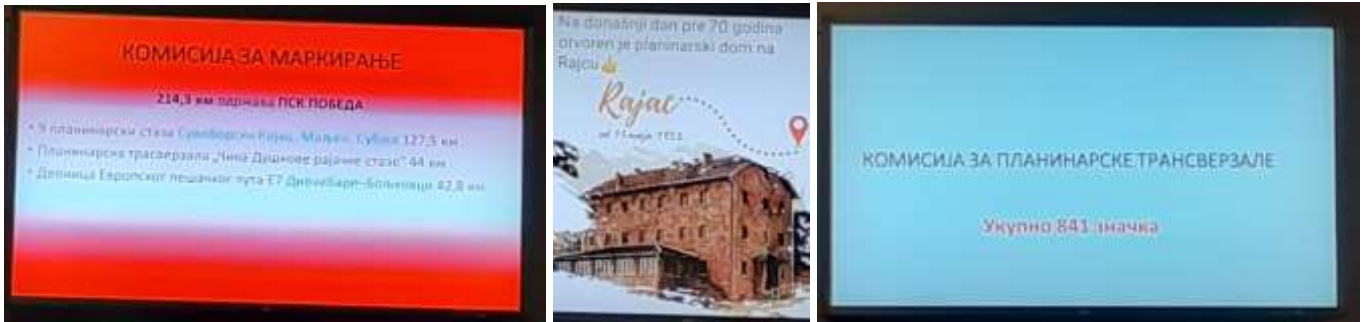 КОМИСИЈА ЗА МАРКИРАЊЕ
214,3 км одржава ПСК ПОБЕДА
• 9 планинарски стаза Сувоборски Рајац, Маљен, Субјел 127,5 км
• Планинарска трасверзала „Чика Душкове рајачке стазе" 44 км
• Деоница Европског пешачког пута Е7 Дивчибаре-Бољковци 42,8 км
Na današnji dan pre 70 godina
otvoren je planinarski dom na
Rajcu
Rajac
КОМИСИЈА ЗА ПЛАНИНАРСКЕ ТРАНСВЕРЗАЛЕ
Укупно 841 значка